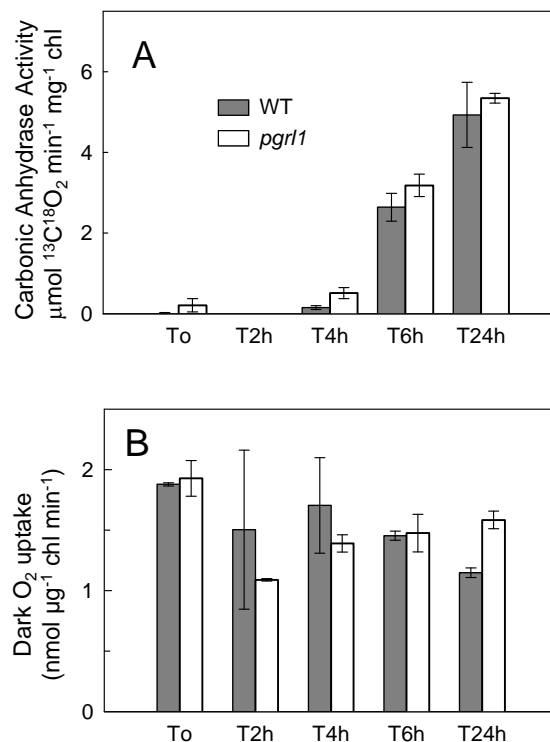 A
Carbonic Anhydrase Activity
µmol ¹³C¹⁸O₂ min⁻¹ mg⁻¹ chl
6
4
2
0
WT
pgrl1
To T2h T4h T6h T24h
B
Dark O₂ uptake
(nmol µg⁻¹ chl min⁻¹)
2
1
0
To T2h T4h T6h T24h